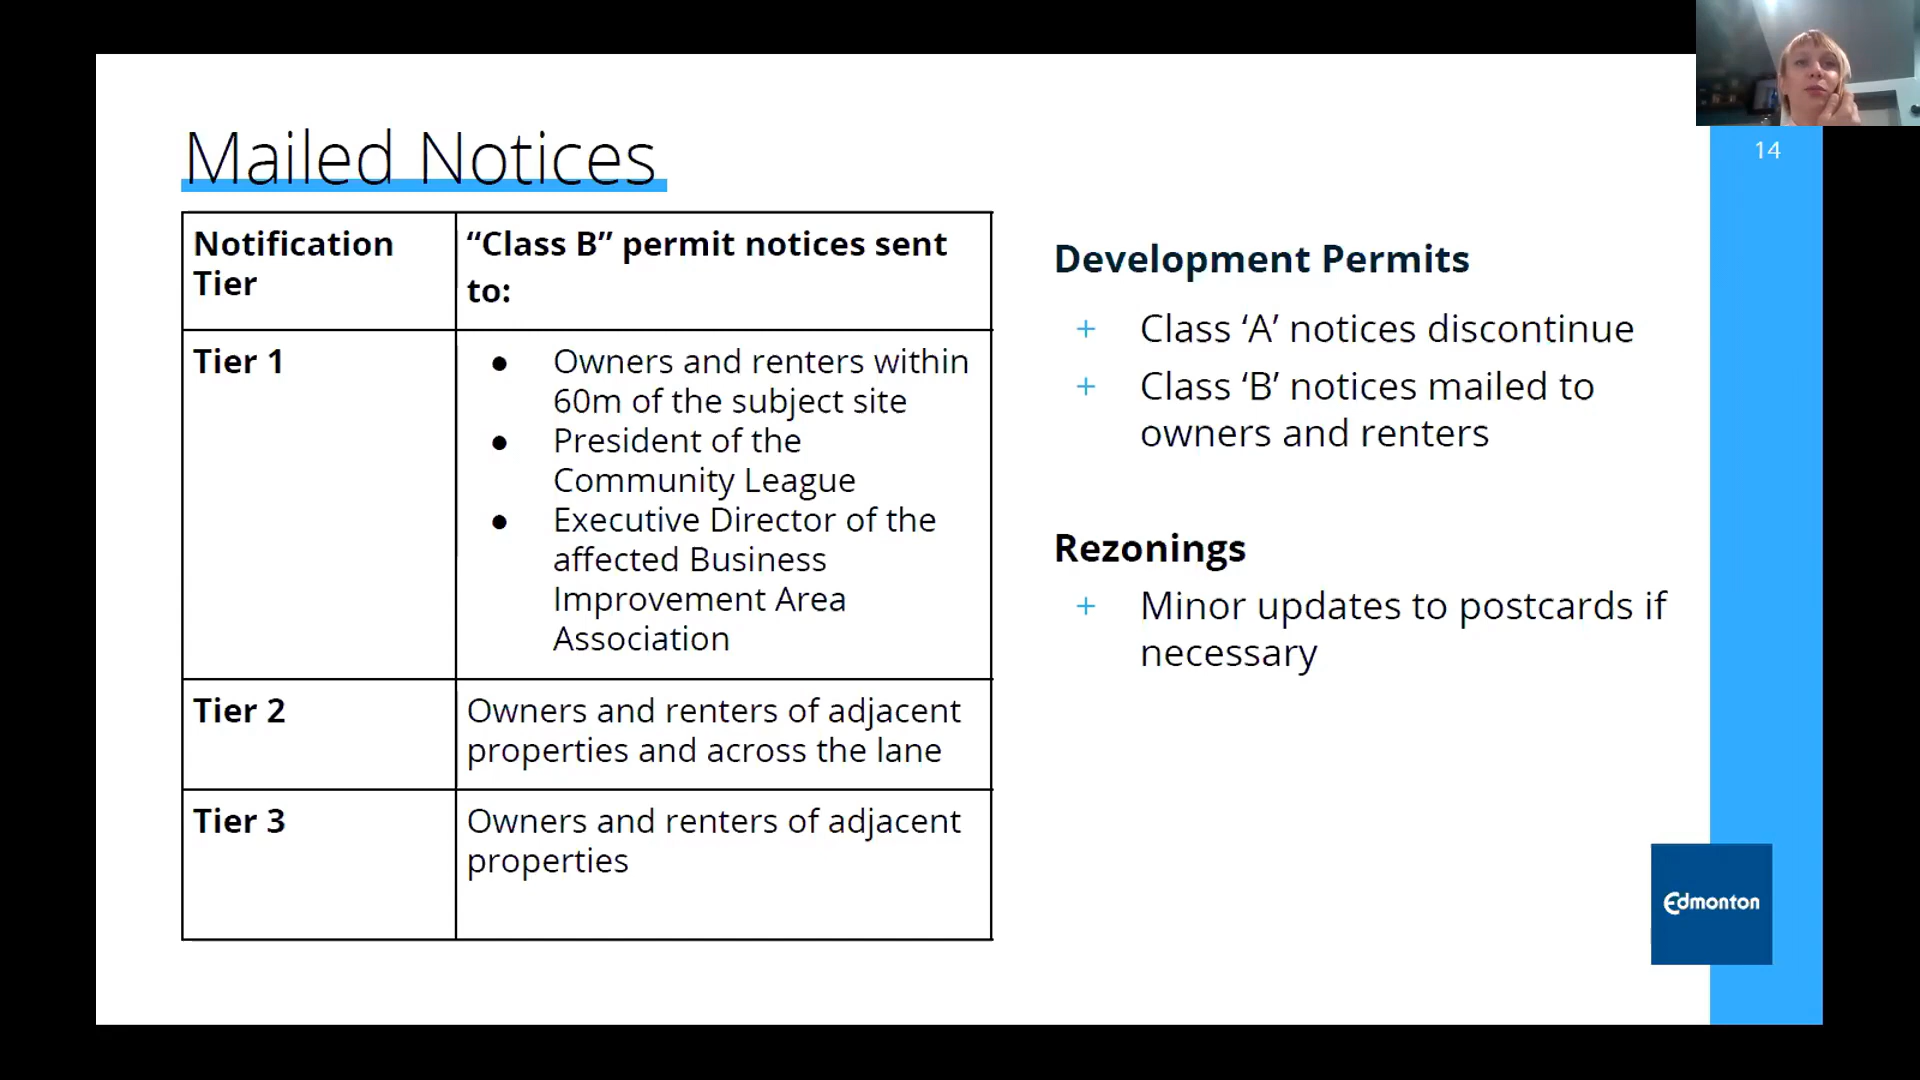 Mailed Notices
14
Notification
Tier
“Class B” permit notices sent
to:
Tier 1
● Owners and renters within
60m of the subject site
● President of the
Community League
● Executive Director of the
affected Business
Improvement Area
Association
Tier 2
Owners and renters of adjacent
properties and across the lane
Tier 3
Owners and renters of adjacent
properties
Development Permits
+ Class ‘A’ notices discontinue
+ Class ‘B’ notices mailed to
owners and renters
Rezonings
+ Minor updates to postcards if
necessary
Edmonton